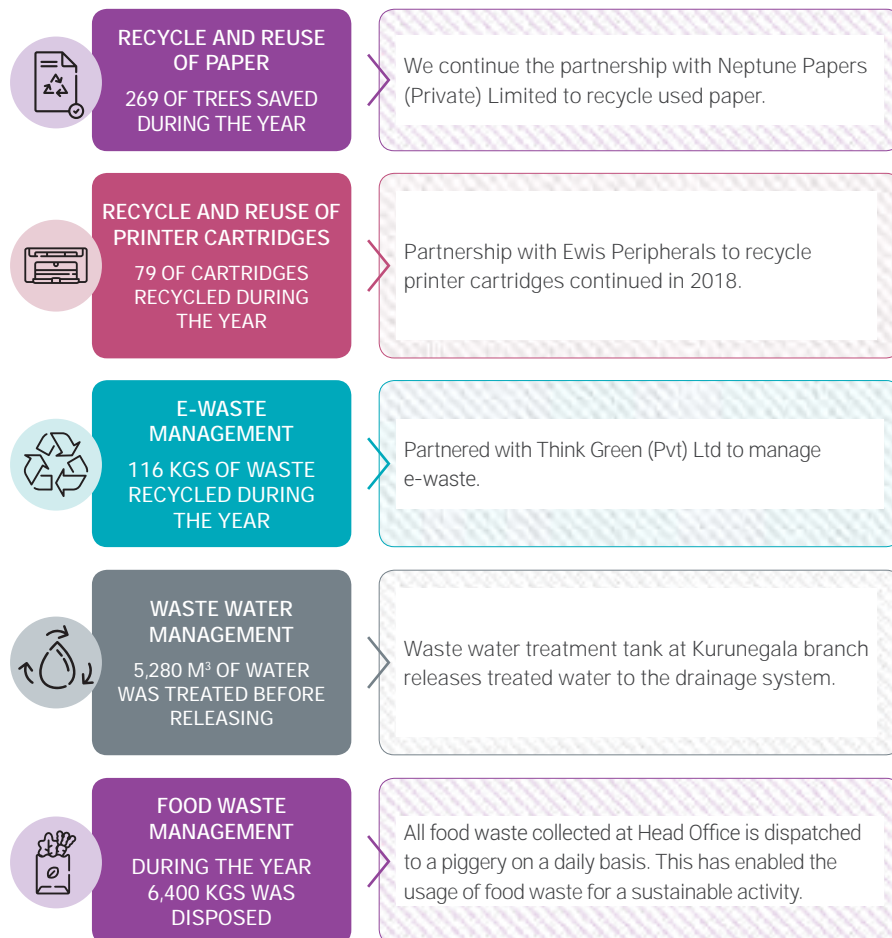 RECYCLE AND REUSE
OF PAPER
269 OF TREES SAVED
DURING THE YEAR
We continue the partnership with Neptune Papers
(Private) Limited to recycle used paper.
RECYCLE AND REUSE OF
PRINTER CARTRIDGES
79 OF CARTRIDGES
RECYCLED DURING
THE YEAR
Partnership with Ewis Peripherals to recycle
printer cartridges continued in 2018.
E-WASTE
MANAGEMENT
116 KGS OF WASTE
RECYCLED DURING
THE YEAR
Partnered with Think Green (Pvt) Ltd to manage
e-waste.
WASTE WATER
MANAGEMENT
5,280 M³ OF WATER
WAS TREATED BEFORE
RELEASING
Waste water treatment tank at Kurunegala branch
releases treated water to the drainage system.
FOOD WASTE
MANAGEMENT
DURING THE YEAR
6,400 KGS WAS
DISPOSED
All food waste collected at Head Office is dispatched
to a piggery on a daily basis. This has enabled the
usage of food waste for a sustainable activity.